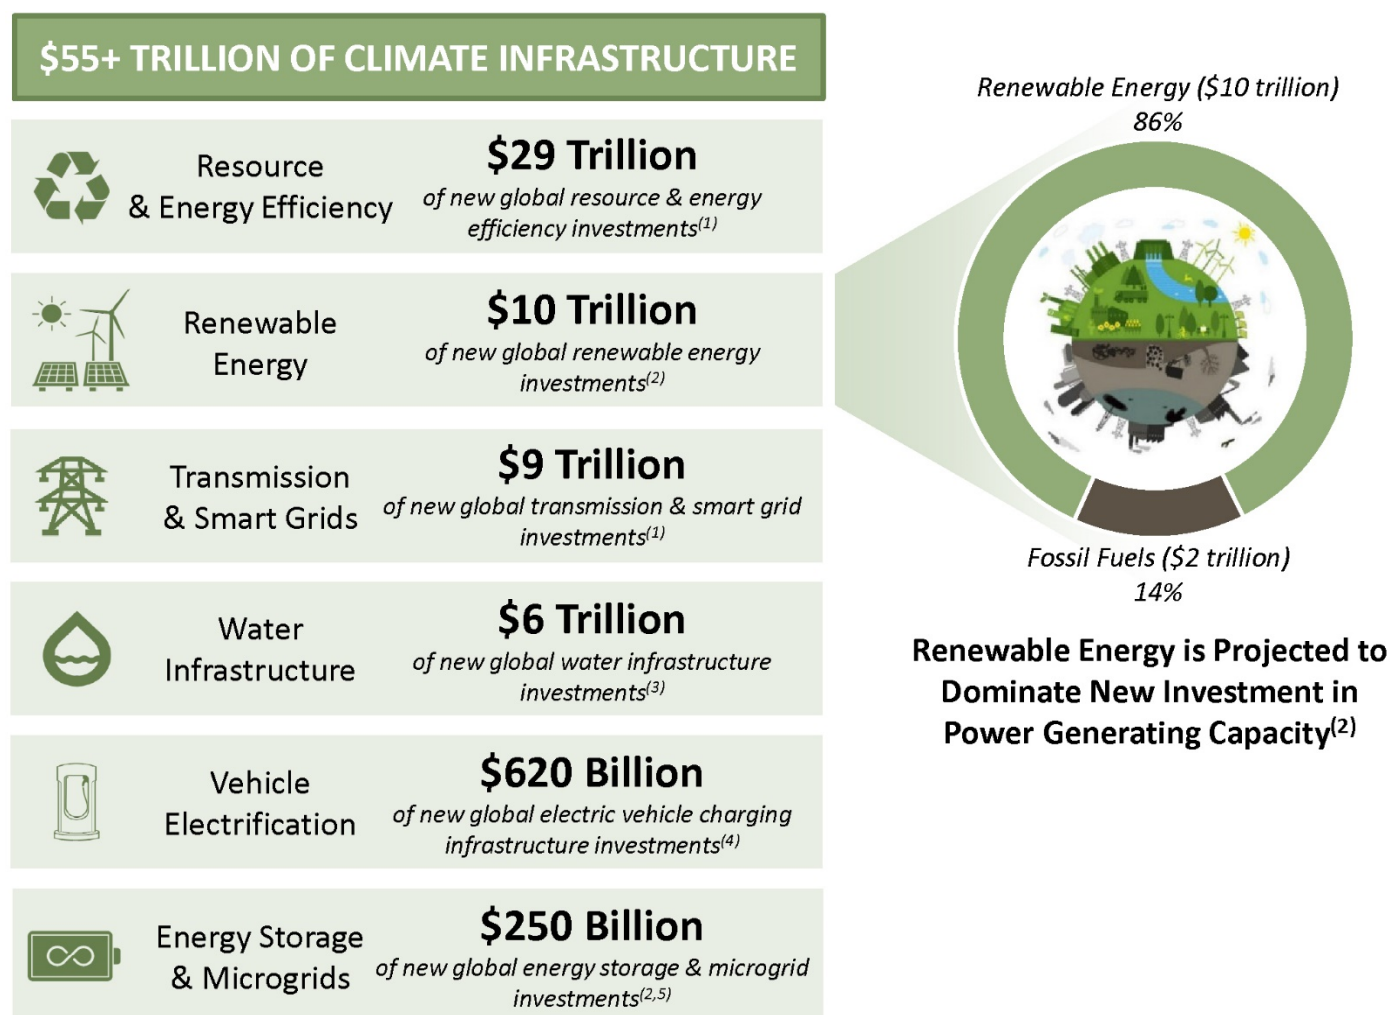 $55+ TRILLION OF CLIMATE INFRASTRUCTURE
Resource
& Energy Efficiency
$29 Trillion
of new global resource & energy
efficiency investments(1)
Renewable
Energy
$10 Trillion
of new global renewable energy
investments(2)
Transmission
& Smart Grids
$9 Trillion
of new global transmission & smart grid
investments(1)
Water
Infrastructure
$6 Trillion
of new global water infrastructure
investments(3)
Vehicle
Electrification
$620 Billion
of new global electric vehicle charging
infrastructure investments(4)
Energy Storage
& Microgrids
$250 Billion
of new global energy storage & microgrid
investments(2,5)
Renewable Energy ($10 trillion)
86%
Fossil Fuels ($2 trillion)
14%
Renewable Energy is Projected to
Dominate New Investment in
Power Generating Capacity(2)